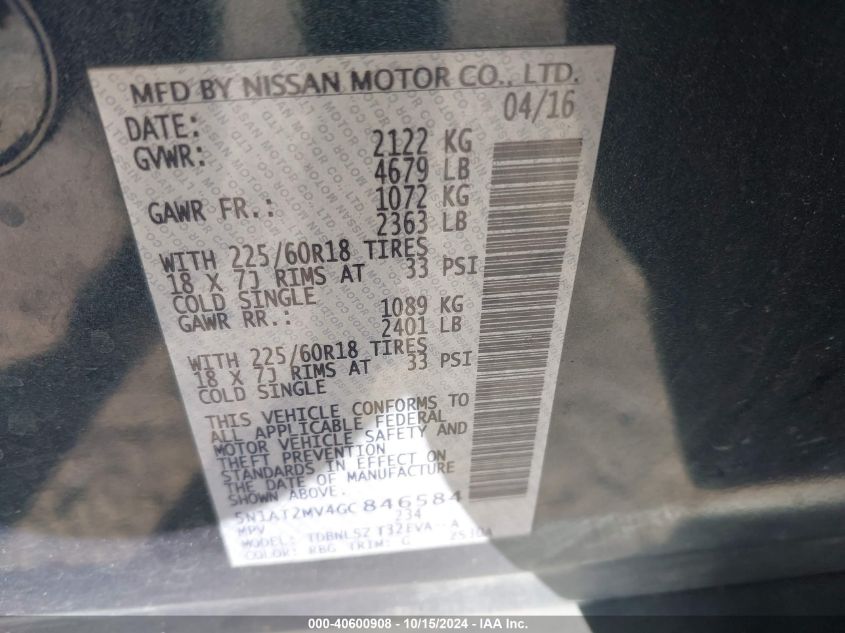 MFD BY NISSAN MOTOR CO., LTD.
DATE: 04/16
GVWR: 2122 KG
4679 LB
GAWR FR.: 1072 KG
2363 LB
WITH 225/60R18 TIRES
18 X 7J RIMS AT 33 PSI
COLD SINGLE
GAWR RR.: 1089 KG
2401 LB
WITH 225/60R18 TIRES
18 X 7J RIMS AT 33 PSI
COLD SINGLE
THIS VEHICLE CONFORMS TO
ALL APPLICABLE FEDERAL
MOTOR VEHICLE SAFETY AND
THEFT PREVENTION
STANDARDS IN EFFECT ON
THE DATE OF MANUFACTURE
SHOWN ABOVE.
5N1AT2MV4GC846584
MPV 234
MODEL:
COLOR: RBG TRIM: G
000-40600908 - 10/15/2024 - IAA Inc.